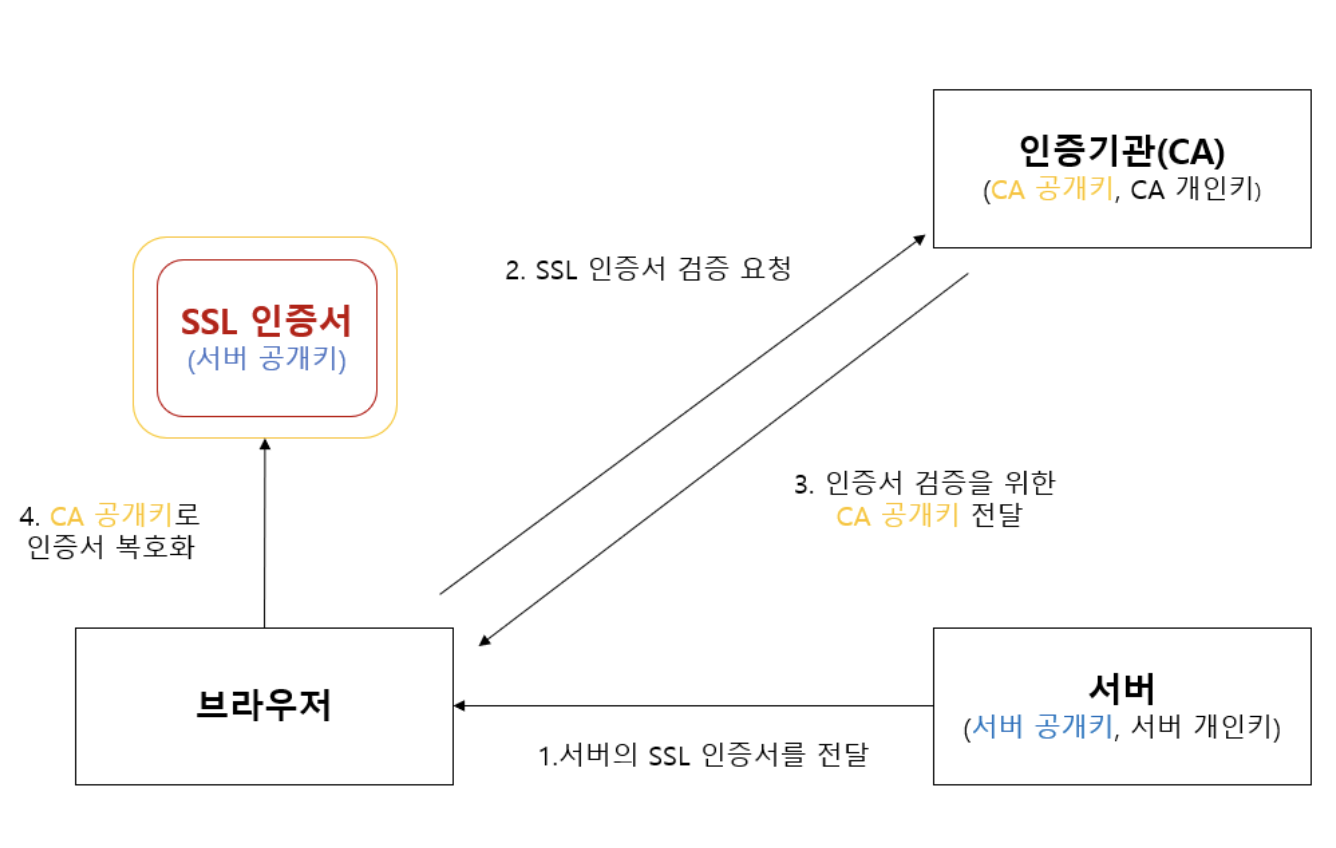 인증기관(CA)
(CA 공개키, CA 개인키)
2. SSL 인증서 검증 요청
SSL 인증서
(서버 공개키)
3. 인증서 검증을 위한
CA 공개키 전달
4. CA 공개키로
인증서 복호화
브라우저
서버
(서버 공개키, 서버 개인키)
1.서버의 SSL 인증서를 전달